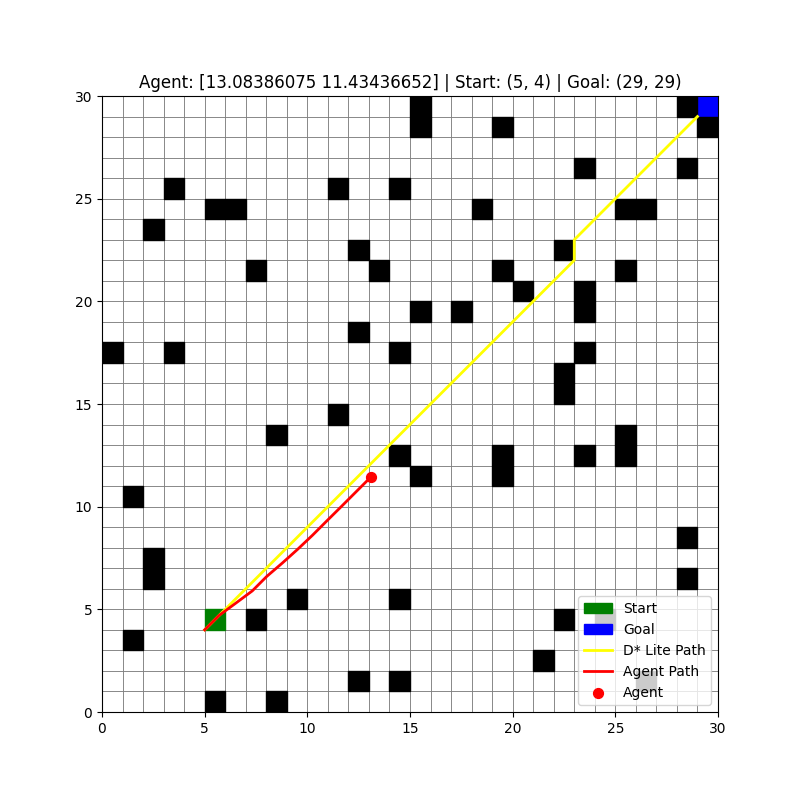 Agent: [13.08386075 11.43436652] | Start: (5, 4) | Goal: (29, 29)
30
25
20
15
10
5
0
0 5 10 15 20 25 30
Start
Goal
D* Lite Path
Agent Path
Agent